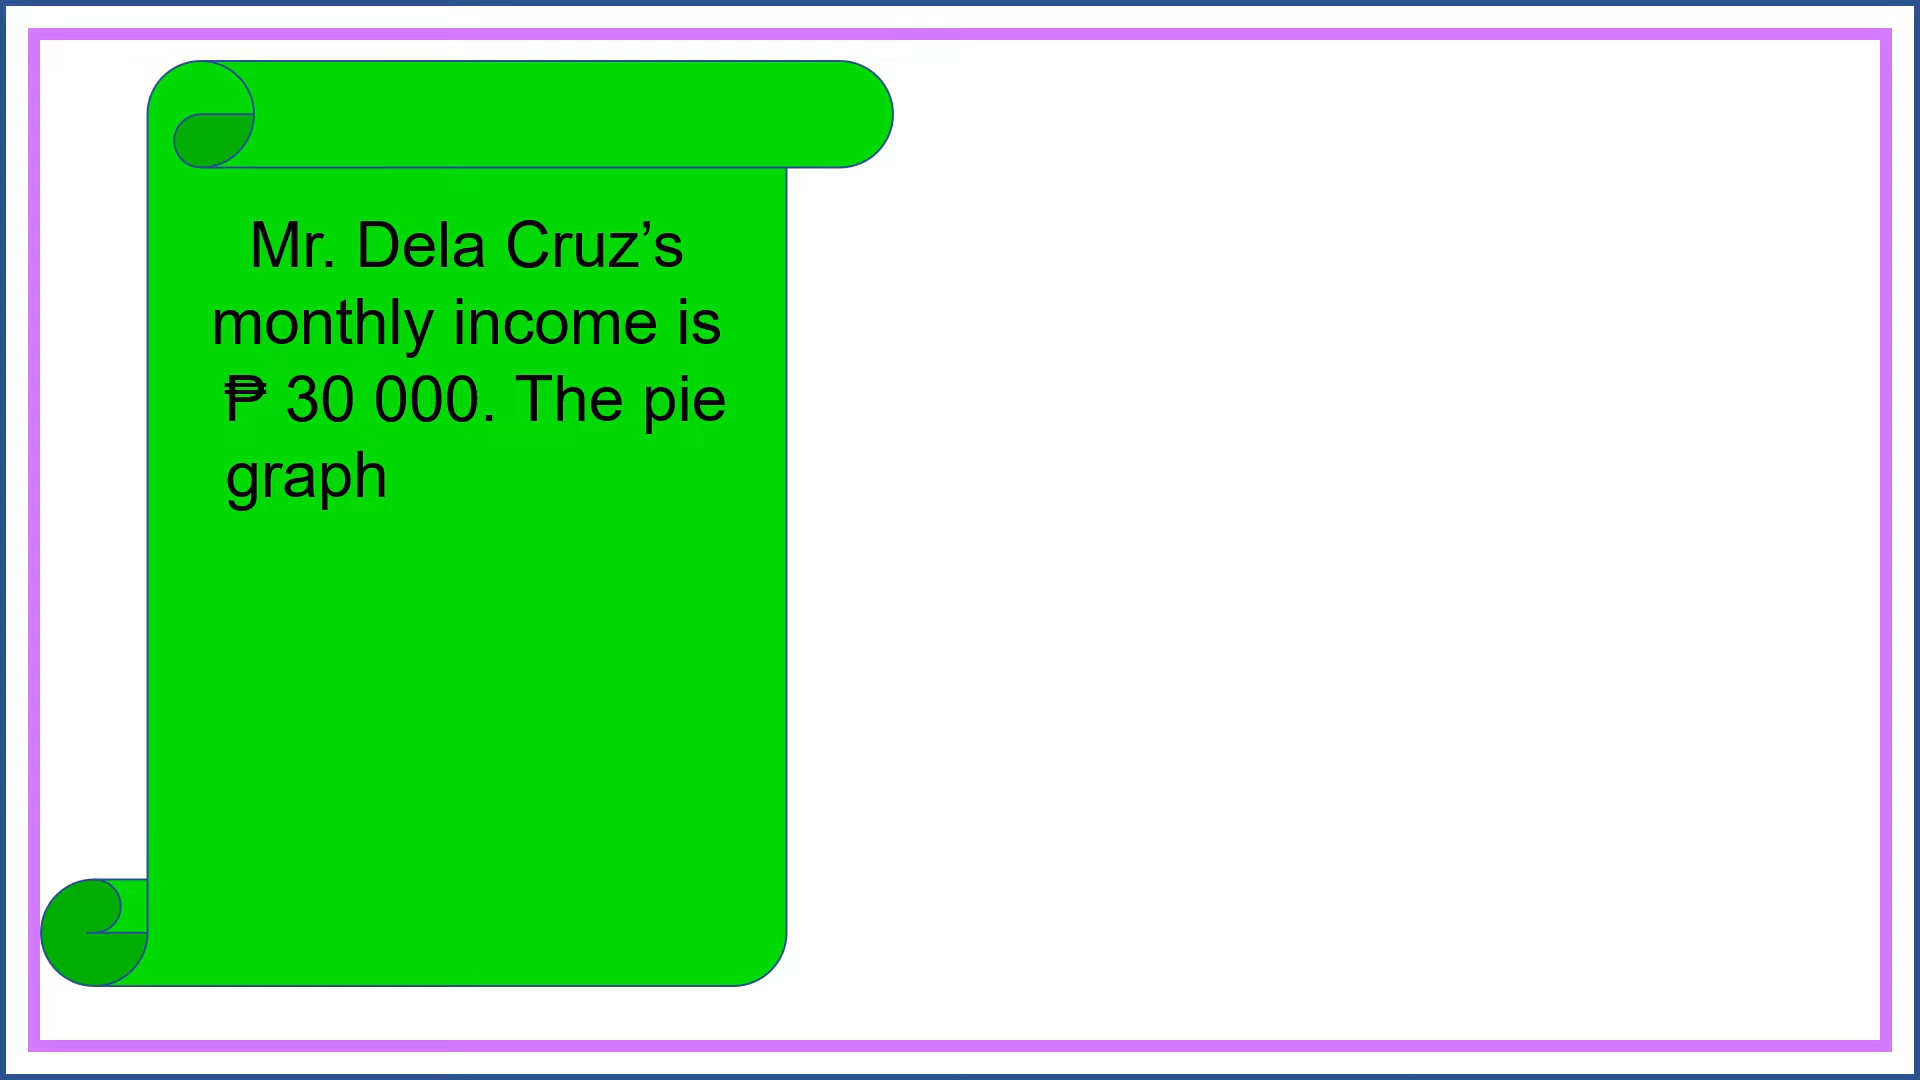 Mr. Dela Cruz’s
monthly income is
₱ 30 000. The pie
graph